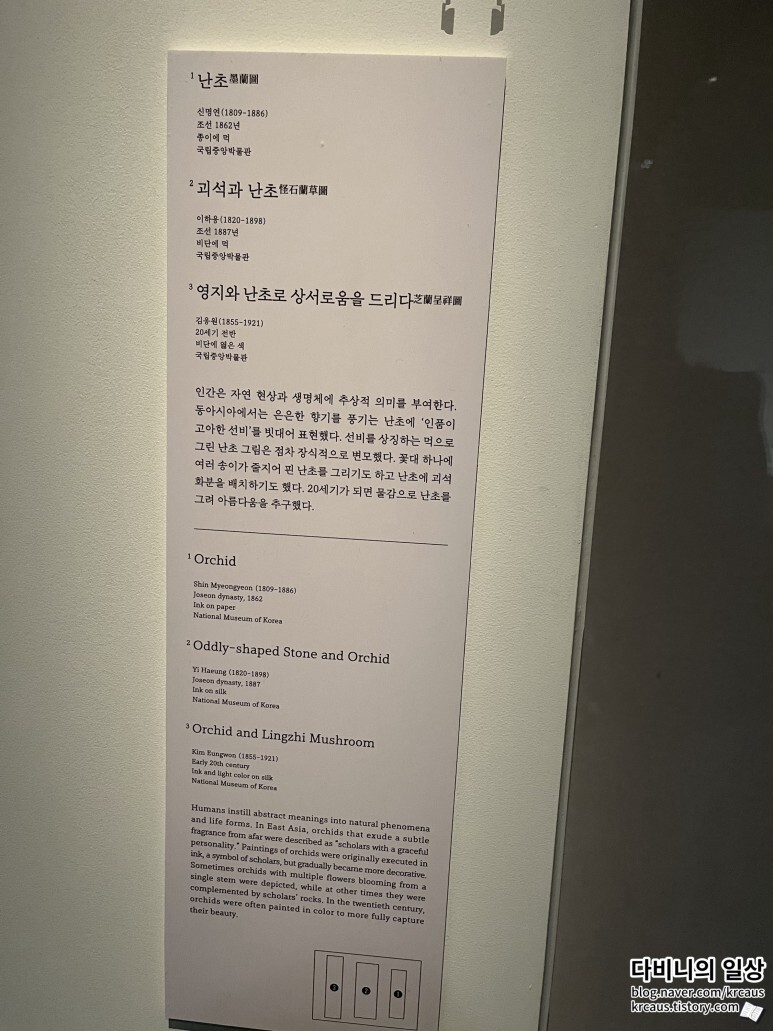 1 난초墨蘭圖
신명연(1809-1886)
조선 1862년
종이에 먹
국립중앙박물관
2 괴석과 난초怪石蘭草圖
이하응(1820-1898)
조선 1887년
비단에 먹
국립중앙박물관
3 영지와 난초로 상서로움을 드리다芝蘭呈祥圖
김응원(1855-1921)
20세기 전반
비단에 엷은 색
국립중앙박물관
인간은 자연 현상과 생명체에 추상적 의미를 부여한다.
동아시아에서는 은은한 향기를 풍기는 난초에 ‘인품이
고아한 선비’를 빗대어 표현했다. 선비를 상징하는 먹으로
그린 난초 그림은 점차 장식적으로 변모했다. 꽃대 하나에
여러 송이가 줄지어 핀 난초를 그리기도 하고 난초에 괴석
화분을 배치하기도 했다. 20세기가 되면 물감으로 난초를
그려 아름다움을 추구했다.
1 Orchid
Shin Myeongyeon (1809-1886)
Joseon dynasty, 1862
Ink on paper
National Museum of Korea
2 Oddly-shaped Stone and Orchid
Yi Haeung (1820-1898)
Joseon dynasty, 1887
Ink on silk
National Museum of Korea
3 Orchid and Lingzhi Mushroom
Kim Eungwon (1855-1921)
Early 20th century
Ink and light color on silk
National Museum of Korea
Humans instill abstract meanings into natural phenomena
and life forms. In East Asia, orchids that exude a subtle
fragrance from afar were described as “scholars with a graceful
personality.” Paintings of orchids were originally executed in
ink, a symbol of scholars, but gradually became more decorative.
Sometimes orchids with multiple flowers blooming from a
single stem were depicted, while at other times they were
complemented by scholars’ rocks. In the twentieth century,
orchids were often painted in color to more fully capture
their beauty.
3 2 1
다비니의 일상
blog.naver.com/krcaus
krcaus.tistory.com